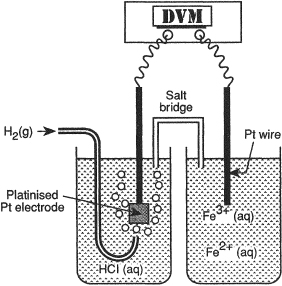 DVM
Salt
bridge
H₂(g)
Pt wire
Platinised
Pt electrode
Fe³⁺ (aq)
Fe²⁺ (aq)
HCl (aq)